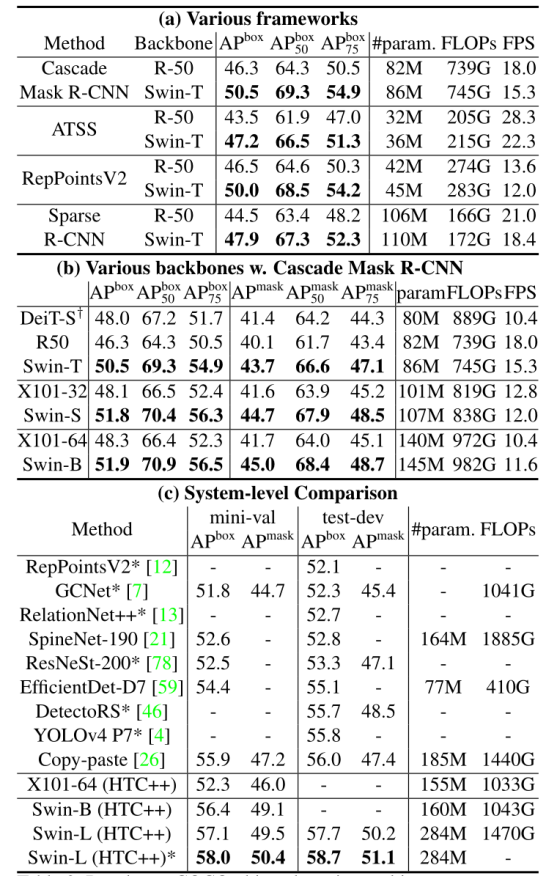 (a) Various frameworks
Method Backbone AP^box AP^box_50 AP^box_75 #param. FLOPs FPS
Cascade R-50 46.3 64.3 50.5 82M 739G 18.0
Mask R-CNN Swin-T 50.5 69.3 54.9 86M 745G 15.3
ATSS R-50 43.5 61.9 47.0 32M 205G 28.3
Swin-T 47.2 66.5 51.3 36M 215G 22.3
RepPointsV2 R-50 46.5 64.6 50.3 42M 274G 13.6
Swin-T 50.0 68.5 54.2 45M 283G 12.0
Sparse R-50 44.5 63.4 48.2 106M 166G 21.0
R-CNN Swin-T 47.9 67.3 52.3 110M 172G 18.4
(b) Various backbones w. Cascade Mask R-CNN
AP^box AP^box_50 AP^box_75 AP^mask AP^mask_50 AP^mask_75 param FLOPs FPS
DeiT-S† 48.0 67.2 51.7 41.4 64.2 44.3 80M 889G 10.4
R50 46.3 64.3 50.5 40.1 61.7 43.4 82M 739G 18.0
Swin-T 50.5 69.3 54.9 43.7 66.6 47.1 86M 745G 15.3
X101-32 48.1 66.5 52.4 41.6 63.9 45.2 101M 819G 12.8
Swin-S 51.8 70.4 56.3 44.7 67.9 48.5 107M 838G 12.0
X101-64 48.3 66.4 52.3 41.7 64.0 45.1 140M 972G 10.4
Swin-B 51.9 70.9 56.5 45.0 68.4 48.7 145M 982G 11.6
(c) System-level Comparison
Method mini-val test-dev #param. FLOPs
AP^box AP^mask AP^box AP^mask
RepPointsV2* [12] - - 52.1 - - -
GCNet* [7] 51.8 44.7 52.3 45.4 - 1041G
RelationNet++* [13] - - 52.7 - - -
SpineNet-190 [21] 52.6 - 52.8 - 164M 1885G
ResNeSt-200* [78] 52.5 - 53.3 47.1 - -
EfficientDet-D7 [59] 54.4 - 55.1 - 77M 410G
DetectoRS* [46] - - 55.7 48.5 - -
YOLOv4 P7* [4] - - 55.8 - - -
Copy-paste [26] 55.9 47.2 56.0 47.4 185M 1440G
X101-64 (HTC++) 52.3 46.0 - - 155M 1033G
Swin-B (HTC++) 56.4 49.1 - - 160M 1043G
Swin-L (HTC++) 57.1 49.5 57.7 50.2 284M 1470G
Swin-L (HTC++)* 58.0 50.4 58.7 51.1 284M -